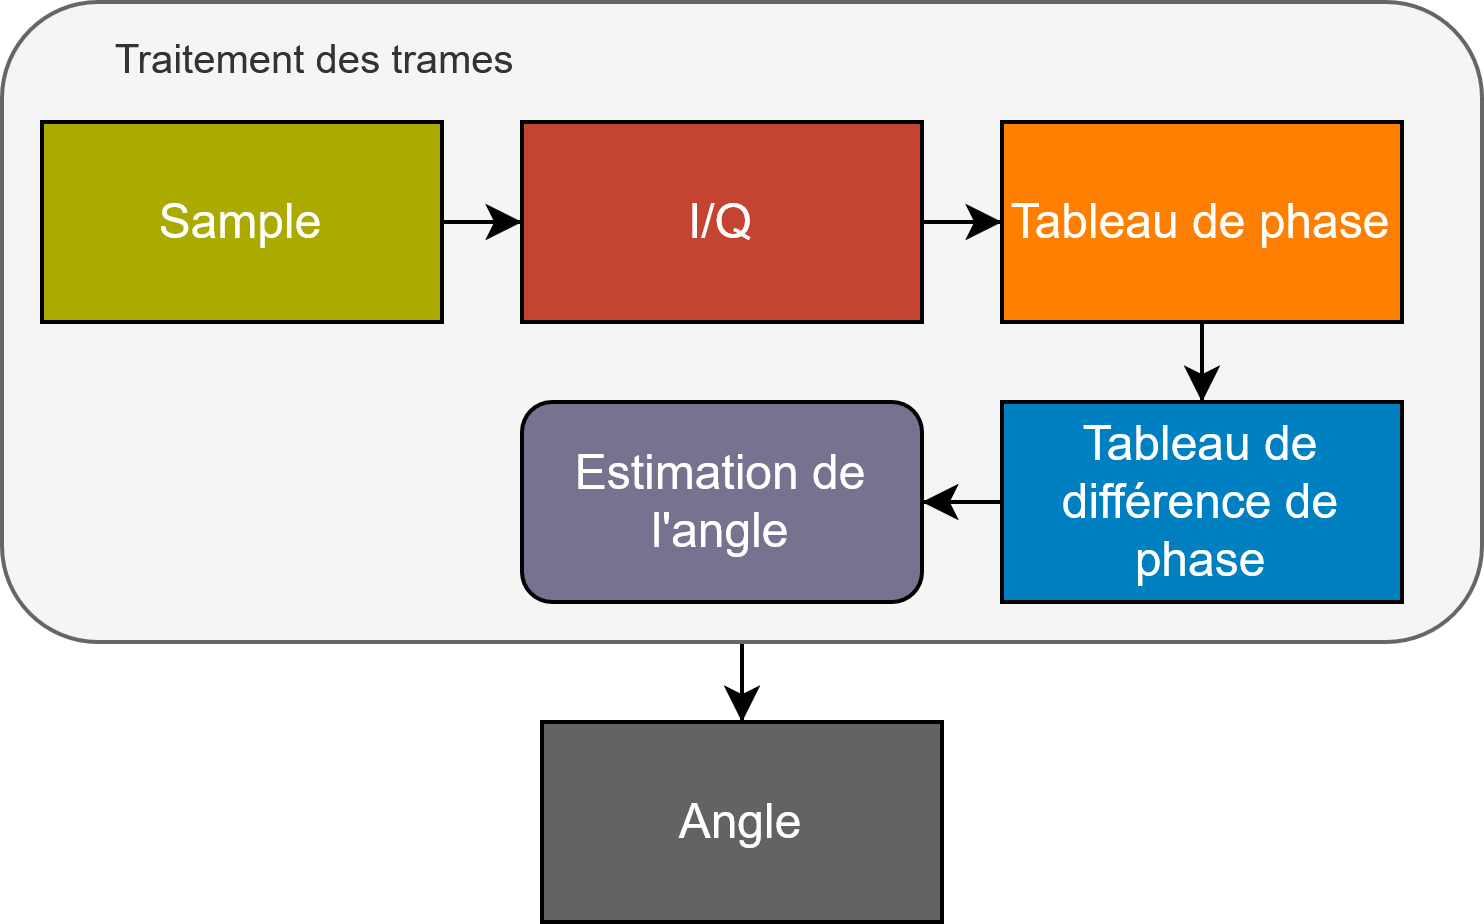 Traitement des trames
Sample
I/Q
Tableau de phase
Tableau de
différence de
phase
Estimation de
l'angle
Angle